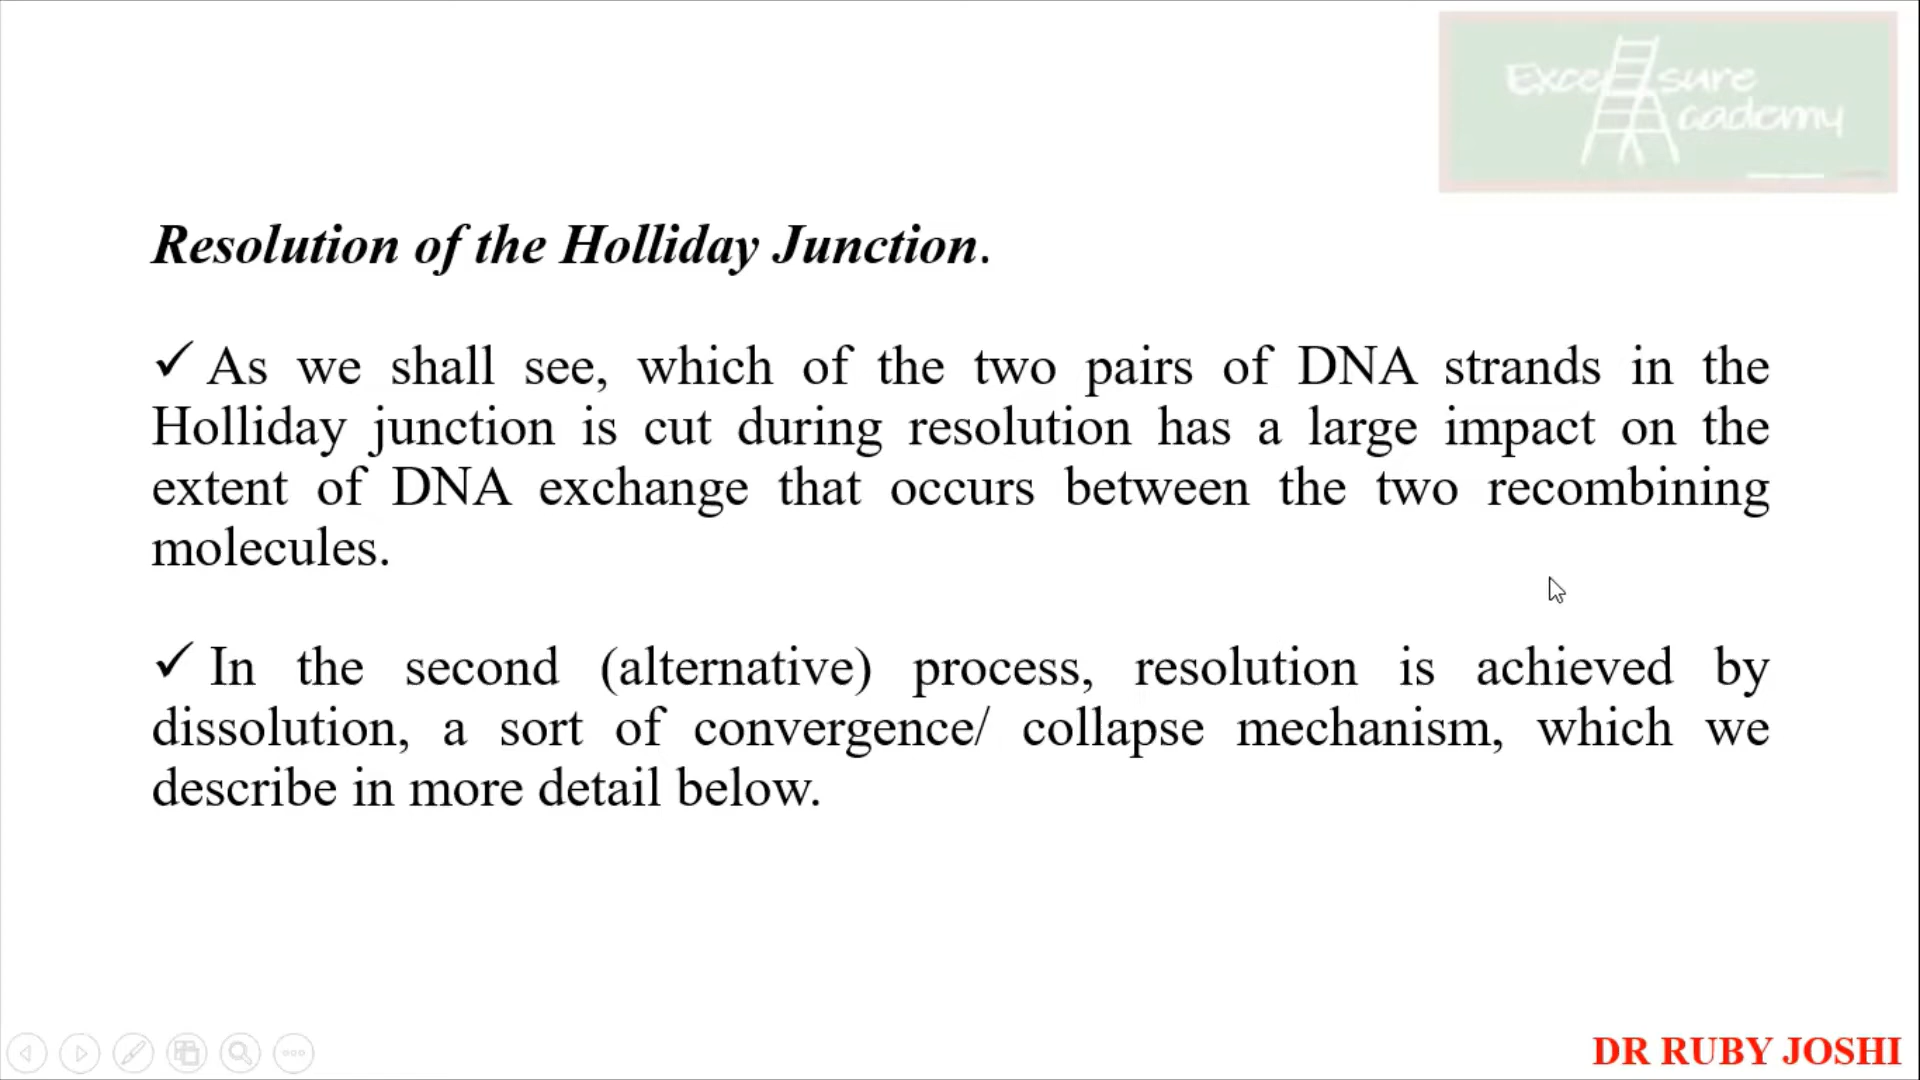 Excel sure
Academy
Resolution of the Holliday Junction.
✓ As we shall see, which of the two pairs of DNA strands in the
Holliday junction is cut during resolution has a large impact on the
extent of DNA exchange that occurs between the two recombining
molecules.
✓ In the second (alternative) process, resolution is achieved by
dissolution, a sort of convergence/ collapse mechanism, which we
describe in more detail below.
DR RUBY JOSHI